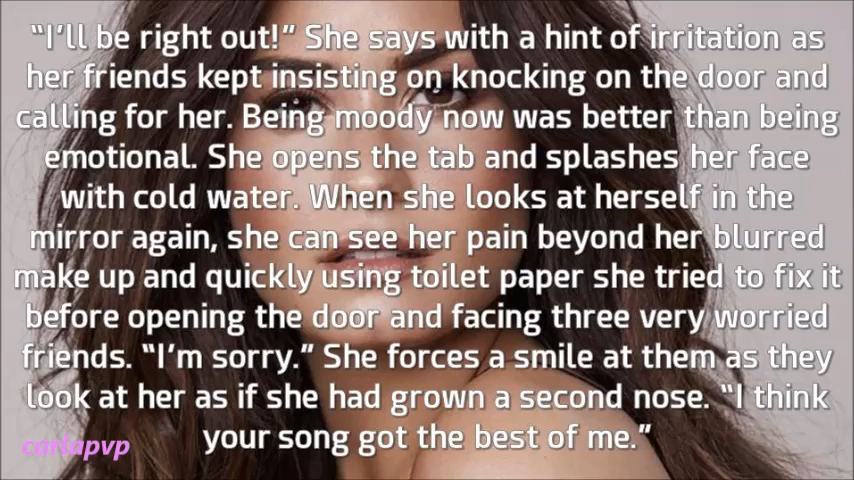 “I’ll be right out!” She says with a hint of irritation as
her friends kept insisting on knocking on the door and
calling for her. Being moody now was better than being
emotional. She opens the tab and splashes her face
with cold water. When she looks at herself in the
mirror again, she can see her pain beyond her blurred
make up and quickly using toilet paper she tried to fix it
before opening the door and facing three very worried
friends. “I’m sorry.” She forces a smile at them as they
look at her as if she had grown a second nose. “I think
your song got the best of me.”
carlapvp